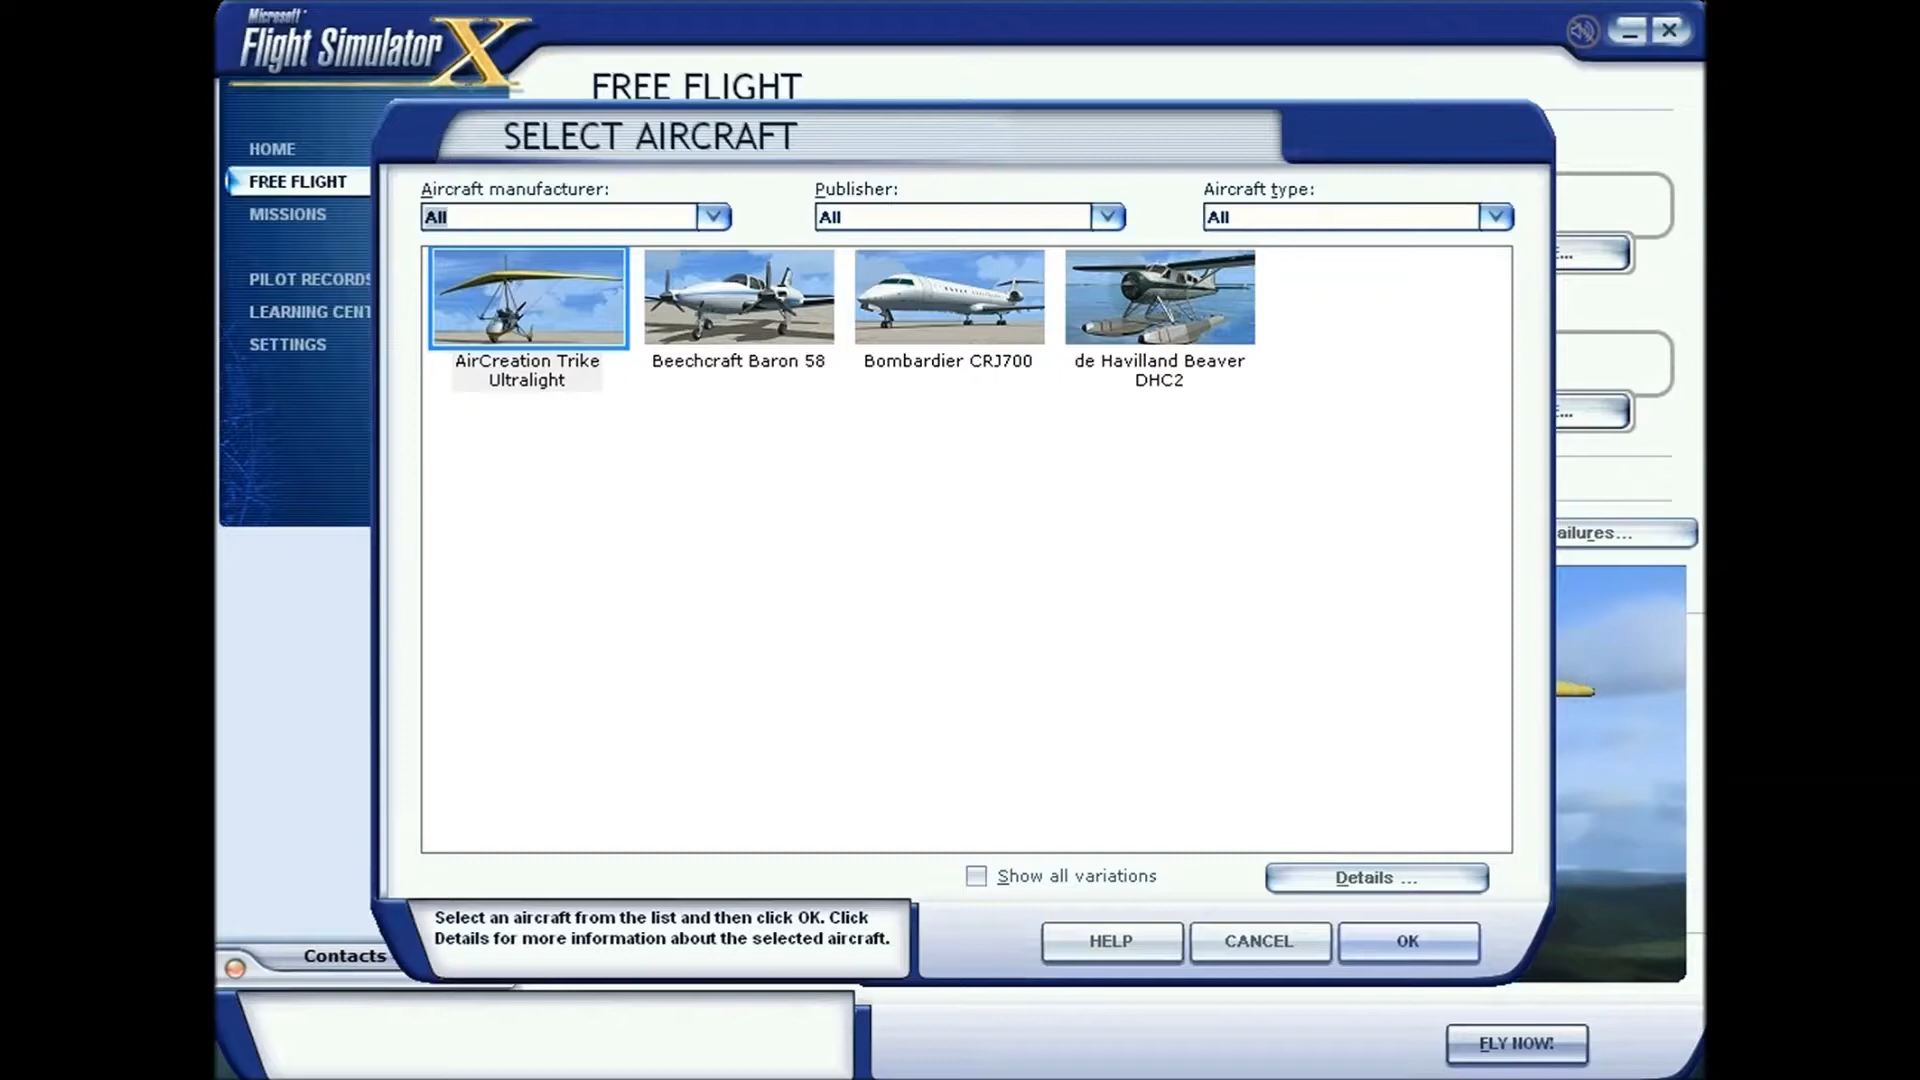 Microsoft
Flight Simulator X
FREE FLIGHT
SELECT AIRCRAFT
HOME
FREE FLIGHT
MISSIONS
PILOT RECORDS
LEARNING CENT
SETTINGS
Aircraft manufacturer:
Publisher:
Aircraft type:
All
All
All
AirCreation Trike
Ultralight
Beechcraft Baron 58
Bombardier CRJ700
de Havilland Beaver
DHC2
ailures...
Show all variations
Details ...
Select an aircraft from the list and then click OK. Click
Details for more information about the selected aircraft.
HELP
CANCEL
OK
Contacts
FLY NOW!